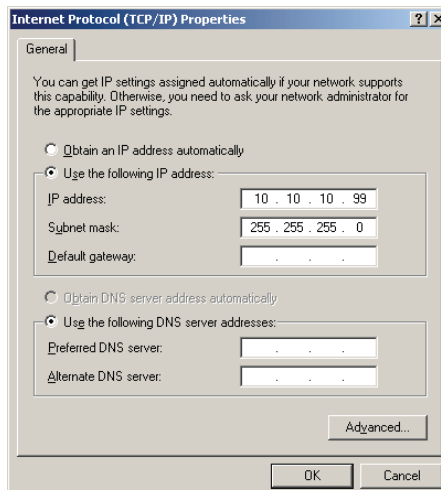 Internet Protocol (TCP/IP) Properties
General
You can get IP settings assigned automatically if your network supports
this capability. Otherwise, you need to ask your network administrator for
the appropriate IP settings.
Obtain an IP address automatically
Use the following IP address:
IP address: 10 . 10 . 10 . 99
Subnet mask: 255 . 255 . 255 . 0
Default gateway: . . .
Obtain DNS server address automatically
Use the following DNS server addresses:
Preferred DNS server: . . .
Alternate DNS server: . . .
Advanced...
OK Cancel